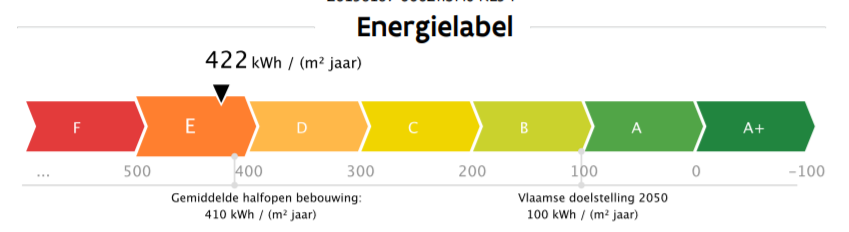 Energielabel
422 kWh / (m² jaar)
F E D C B A A+
... 500 400 300 200 100 0 −100
Gemiddelde halfopen bebouwing:
410 kWh / (m² jaar)
Vlaamse doelstelling 2050
100 kWh / (m² jaar)